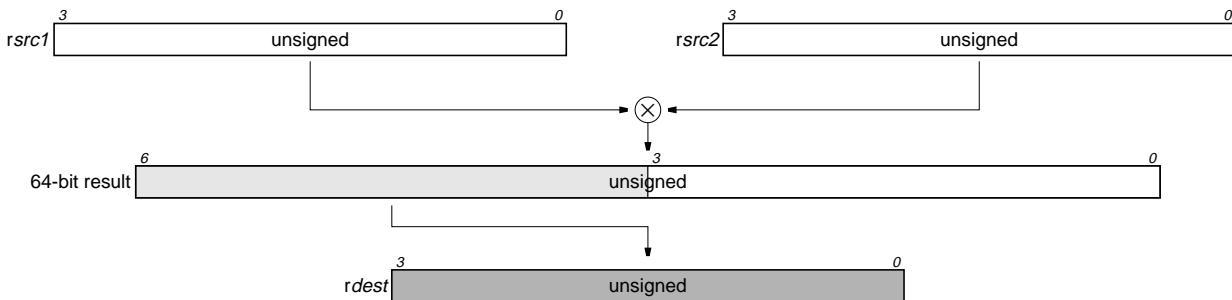 3 0 3 0
rsrc1 unsigned rsrc2 unsigned
6 3 0
64-bit result unsigned
3 0
rdest unsigned